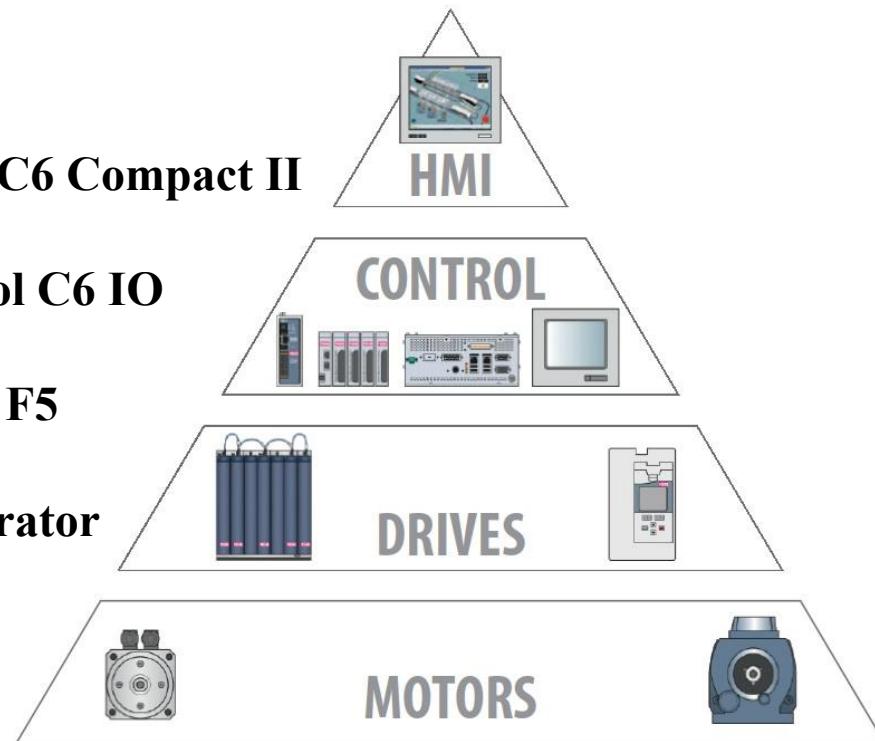 HMI
C6 Compact II
CONTROL
ol C6 IO
F5
DRIVES
rator
MOTORS